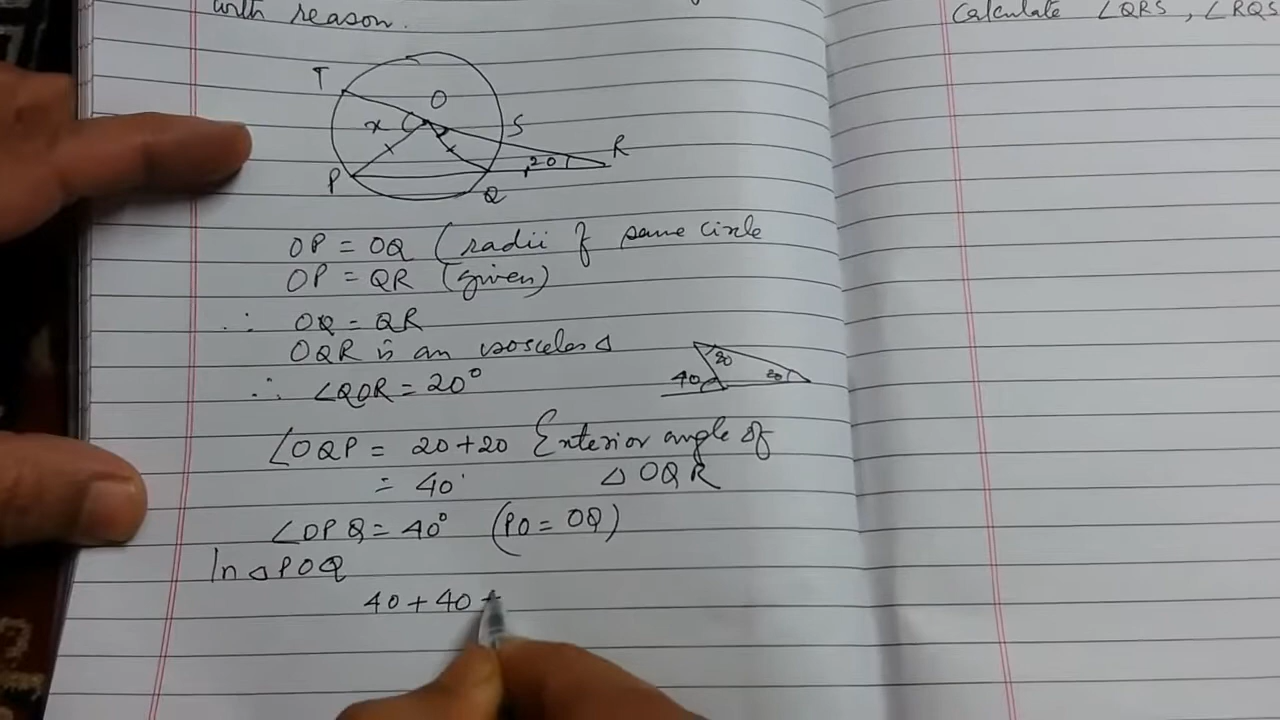 with reason.
Calculate ∠QRS, ∠RQS
T
O
x
S
R
20
P
Q
OP = OQ (radii of same circle
OP = QR (given)
∴ OQ = QR
OQR is an isosceles Δ
∴ ∠QOR = 20°
20
40
20
∠OQP = 20+20 {Exterior angle of
= 40° Δ OQR
∠OPQ = 40° (PO = OQ)
In Δ POQ
40 + 40 +